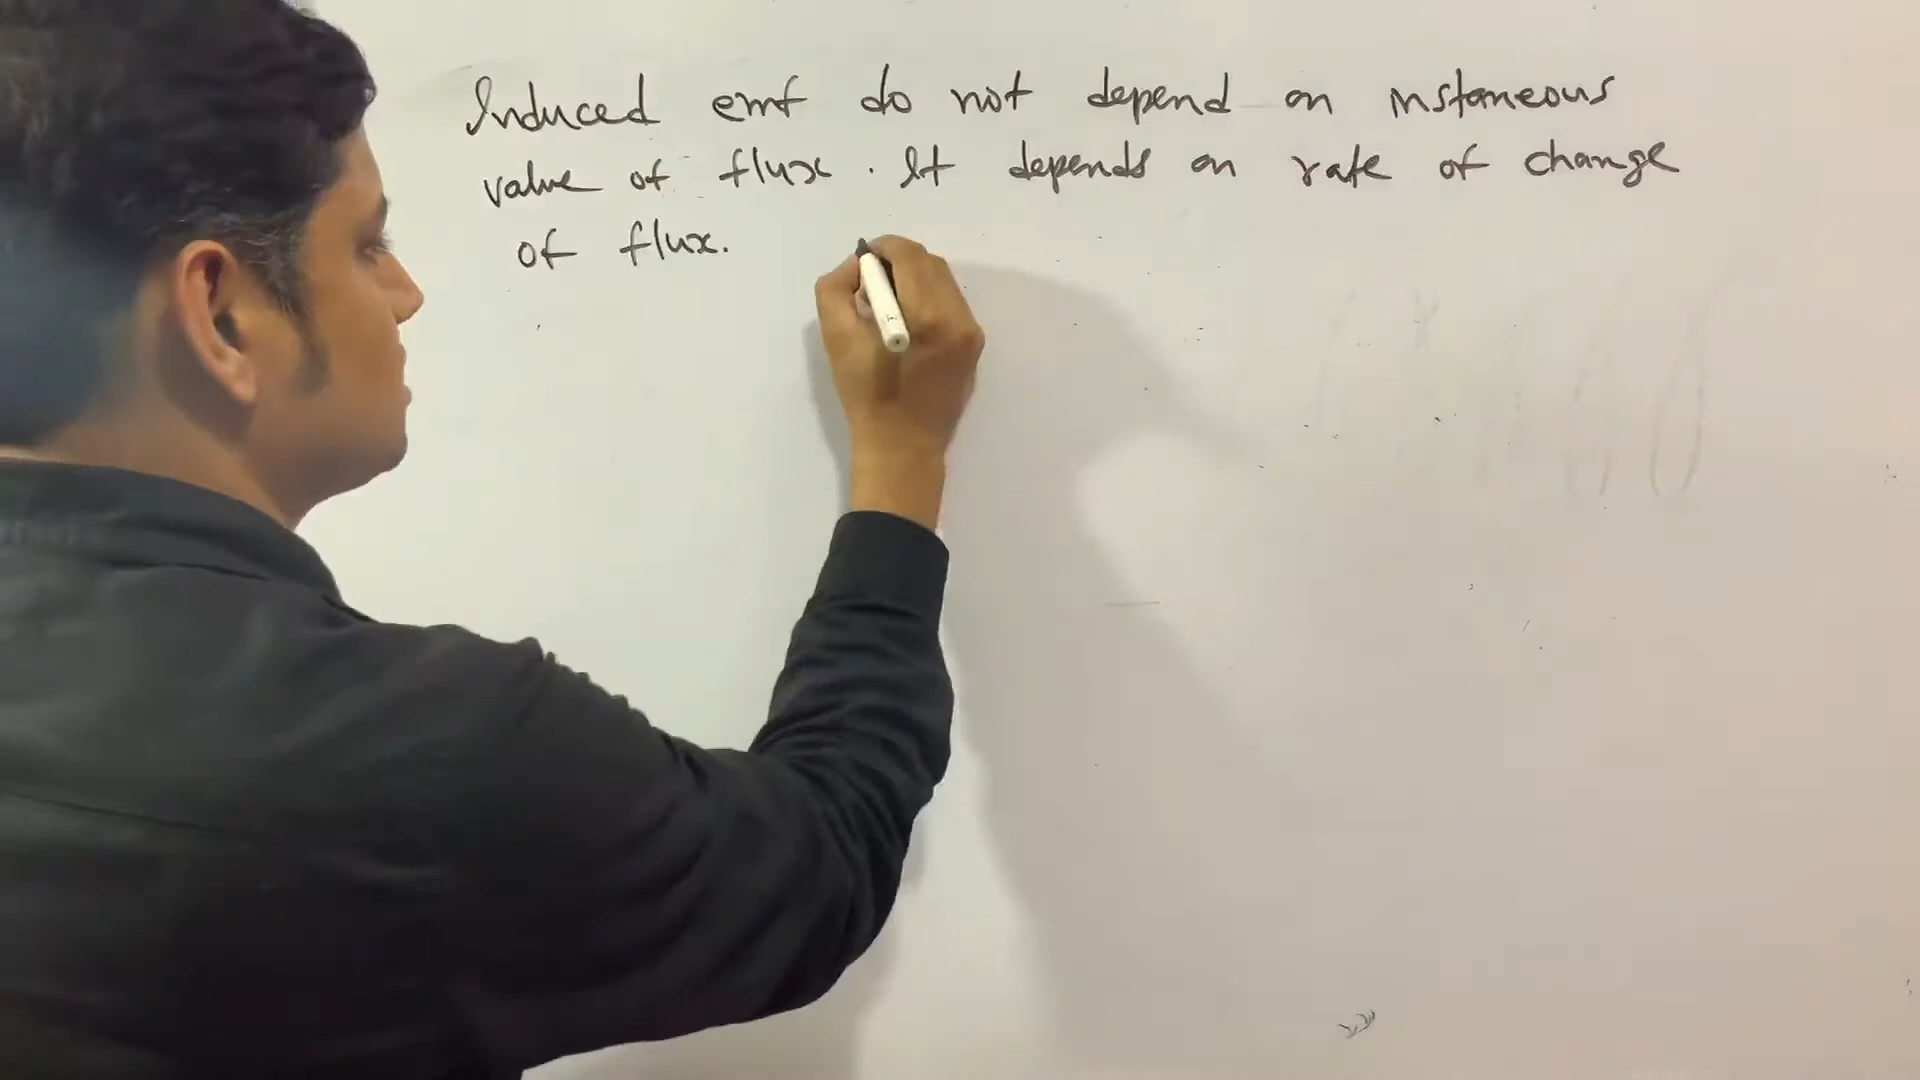 Induced emf do not depend on instaneous
value of flux. It depends on rate of change
of flux.